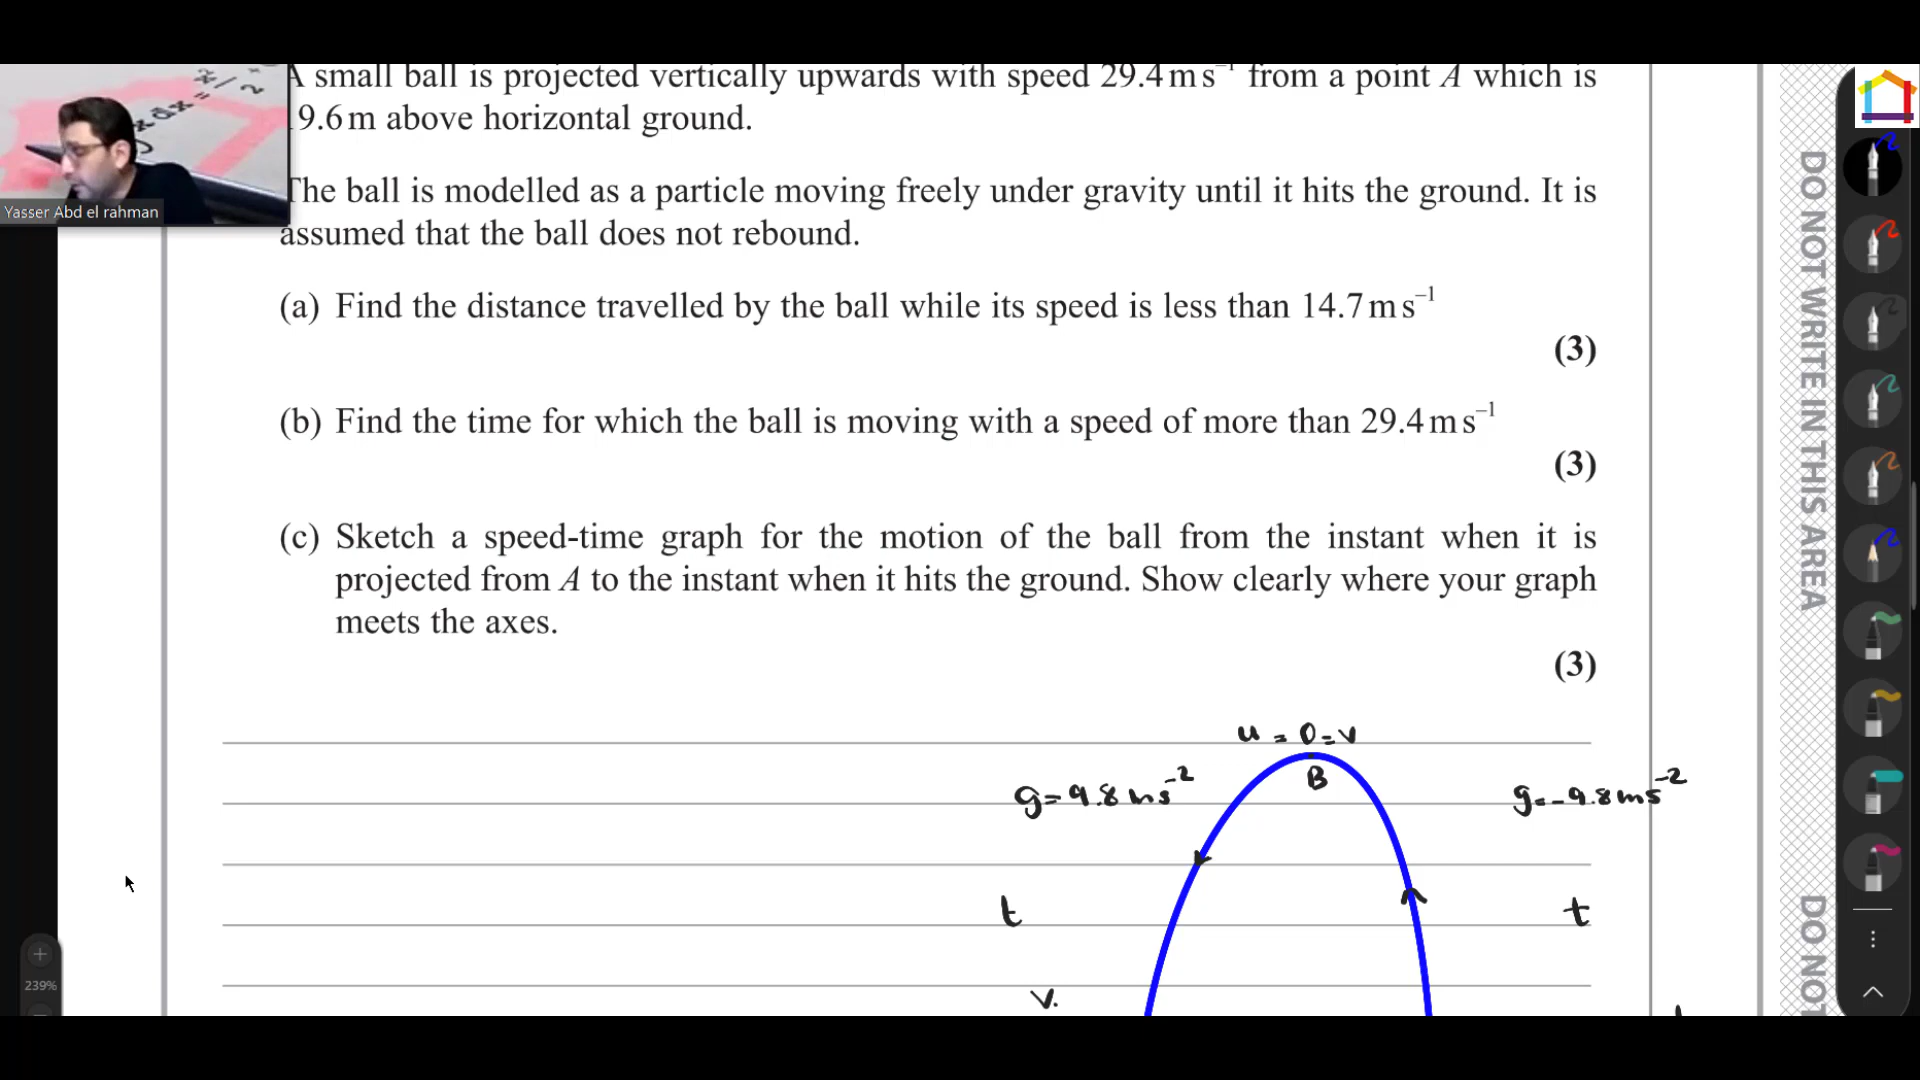 A small ball is projected vertically upwards with speed 29.4 m s⁻¹ from a point A which is
9.6 m above horizontal ground.
The ball is modelled as a particle moving freely under gravity until it hits the ground. It is
assumed that the ball does not rebound.
(a) Find the distance travelled by the ball while its speed is less than 14.7 m s⁻¹
(3)
(b) Find the time for which the ball is moving with a speed of more than 29.4 m s⁻¹
(3)
(c) Sketch a speed-time graph for the motion of the ball from the instant when it is
projected from A to the instant when it hits the ground. Show clearly where your graph
meets the axes.
(3)
u = 0 = v
B
g = 9.8 ms⁻²
g = -9.8 ms⁻²
t
t
v.
Yasser Abd el rahman
DO NOT WRITE IN THIS AREA
DO NOT
239%